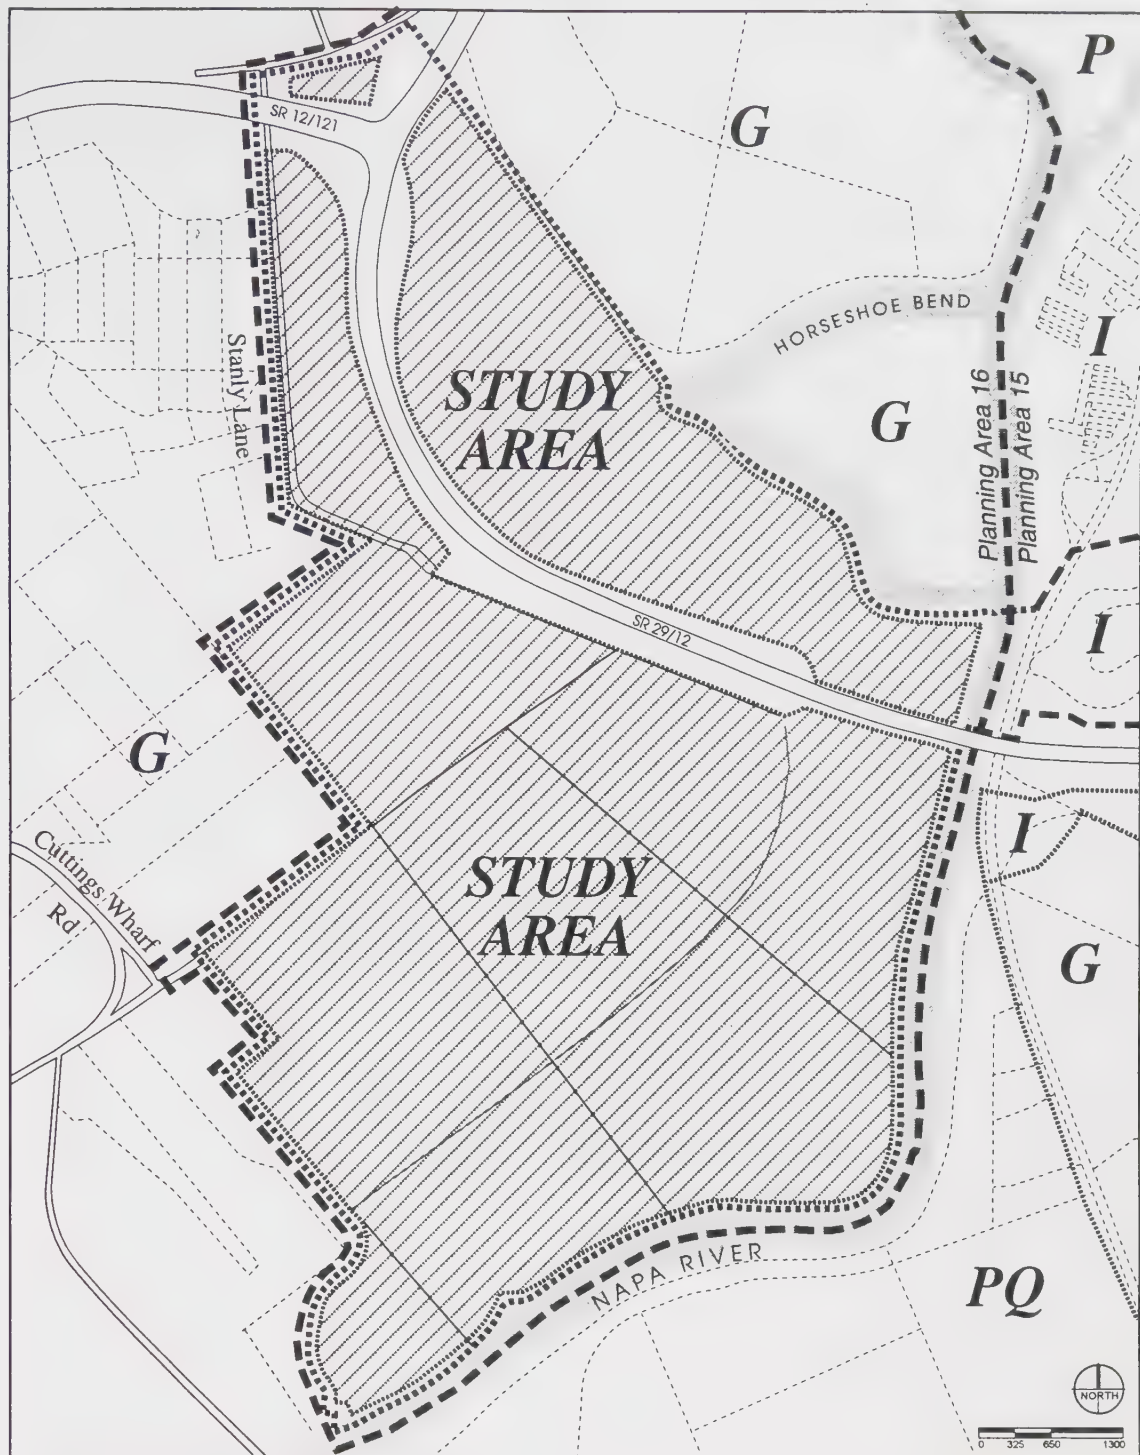 P
G
SR 12/121
HORSESHOE BEND
I
Stanly Lane
STUDY
AREA
G
Planning Area 16
Planning Area 15
SR 29/12
I
G
Cuttings Wharf
Rd
STUDY
AREA
I
G
NAPA RIVER
PQ
NORTH
0 325 650 1300